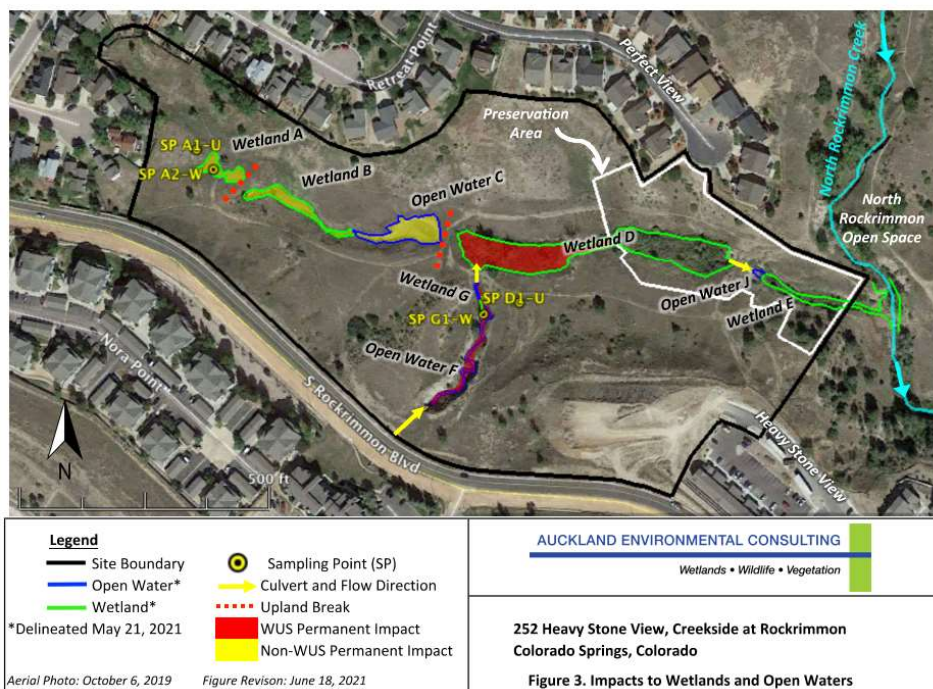 Retreat Point
Perfect View
Preservation
Area
North Rockrimmon Creek
SP A1-U
Wetland A
SP A2-W
Wetland B
Open Water C
North
Rockrimmon
Open Space
Wetland D
Wetland G
SP D1-U
SP G1-W
Open Water J
Wetland E
Open Water F
Nora Point
S Rockrimmon Blvd
Heavy Stone View
N
500 ft
Legend
Site Boundary
Open Water*
Wetland*
*Delineated May 21, 2021
Sampling Point (SP)
Culvert and Flow Direction
Upland Break
WUS Permanent Impact
Non-WUS Permanent Impact
Aerial Photo: October 6, 2019 Figure Revison: June 18, 2021
AUCKLAND ENVIRONMENTAL CONSULTING
Wetlands • Wildlife • Vegetation
252 Heavy Stone View, Creekside at Rockrimmon
Colorado Springs, Colorado
Figure 3. Impacts to Wetlands and Open Waters